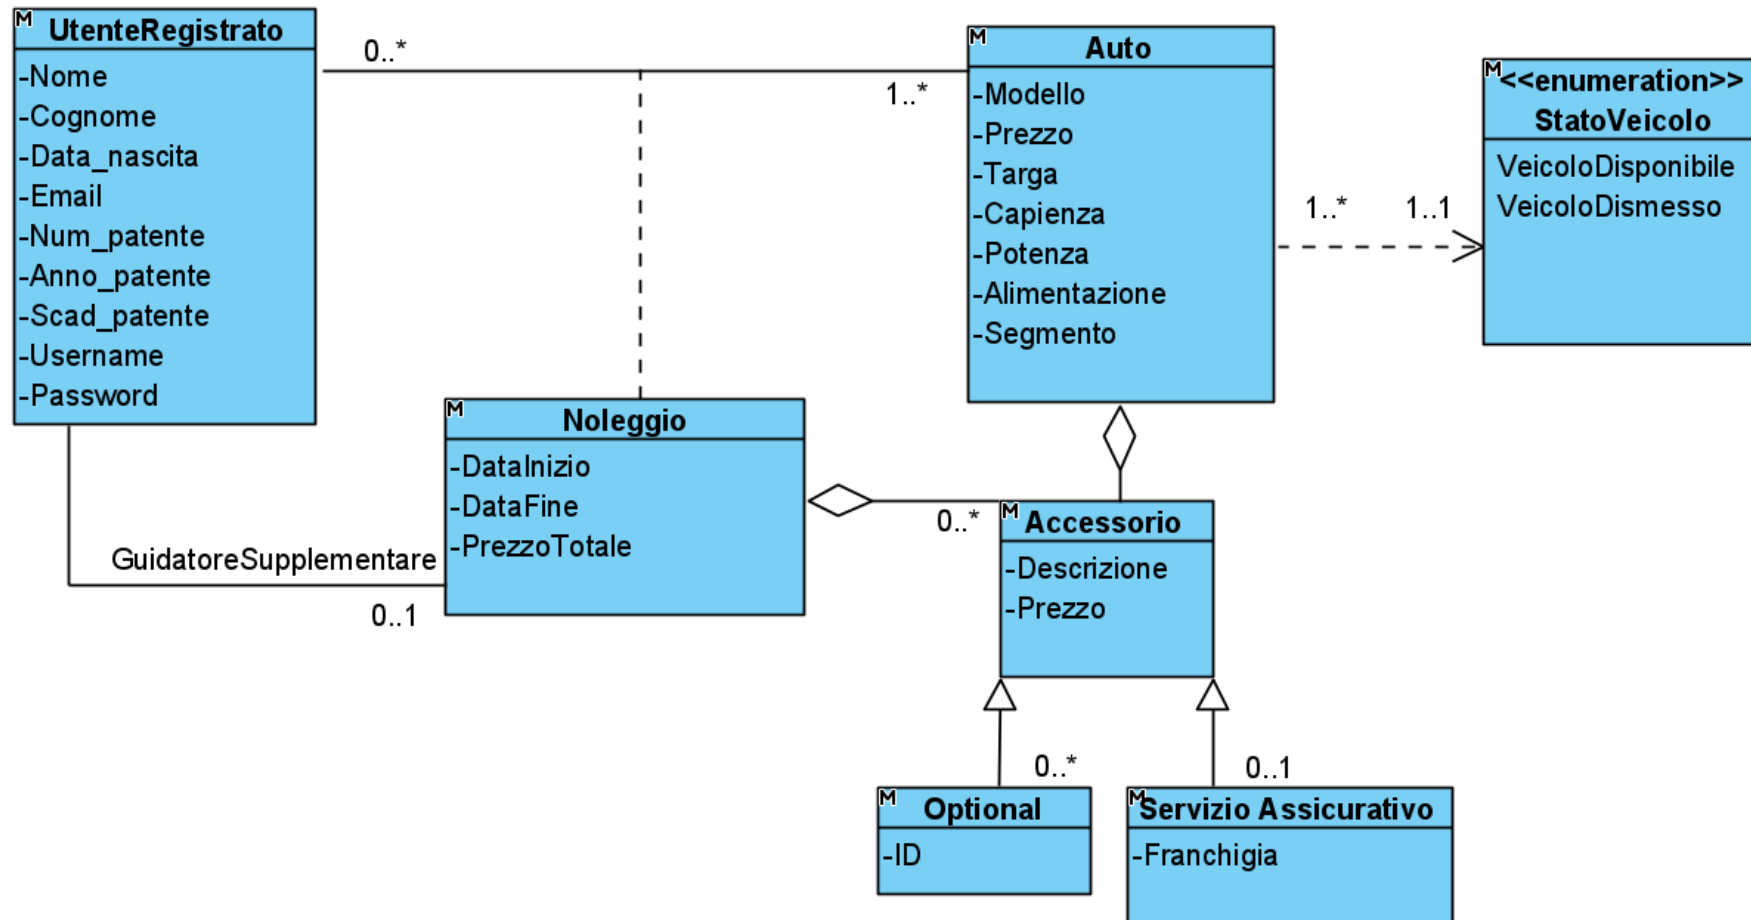 M
UtenteRegistrato
-Nome
-Cognome
-Data_nascita
-Email
-Num_patente
-Anno_patente
-Scad_patente
-Username
-Password
0..*
1..*
M
Auto
-Modello
-Prezzo
-Targa
-Capienza
-Potenza
-Alimentazione
-Segmento
1..* 1..1
M
<<enumeration>>
StatoVeicolo
VeicoloDisponibile
VeicoloDismesso
GuidatoreSupplementare
0..1
M
Noleggio
-DataInizio
-DataFine
-PrezzoTotale
0..*
M
Accessorio
-Descrizione
-Prezzo
0..*
0..1
M
Optional
-ID
M
Servizio Assicurativo
-Franchigia